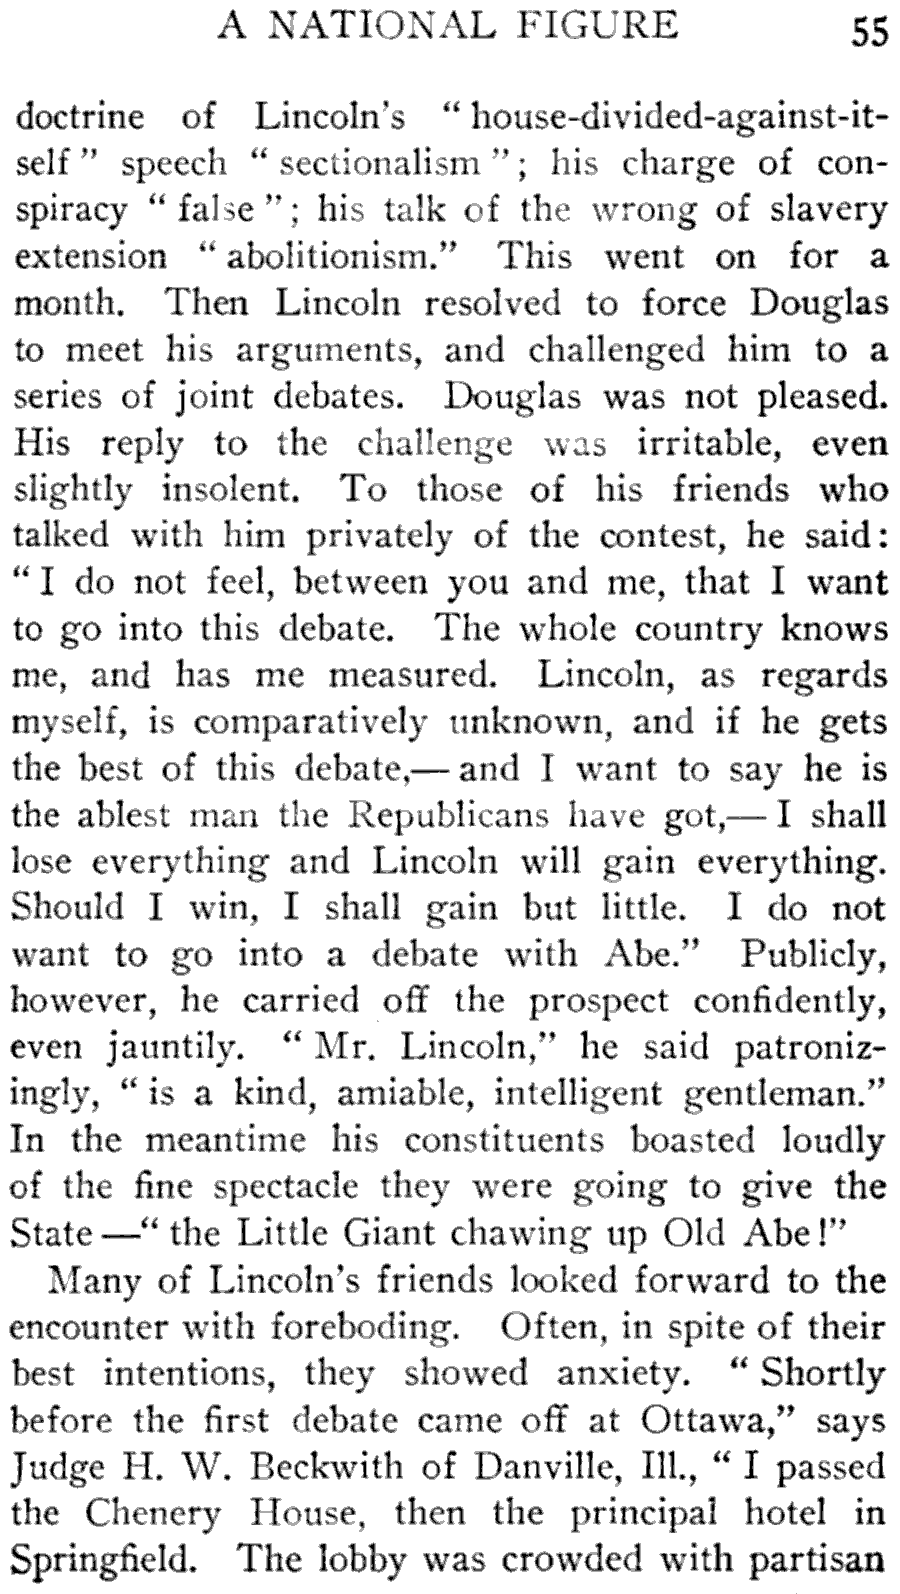 A NATIONAL FIGURE 55
doctrine of Lincoln's “house-divided-against-it-
self” speech “sectionalism”; his charge of con-
spiracy “false”; his talk of the wrong of slavery
extension “abolitionism.” This went on for a
month. Then Lincoln resolved to force Douglas
to meet his arguments, and challenged him to a
series of joint debates. Douglas was not pleased.
His reply to the challenge was irritable, even
slightly insolent. To those of his friends who
talked with him privately of the contest, he said:
“I do not feel, between you and me, that I want
to go into this debate. The whole country knows
me, and has me measured. Lincoln, as regards
myself, is comparatively unknown, and if he gets
the best of this debate,—and I want to say he is
the ablest man the Republicans have got,—I shall
lose everything and Lincoln will gain everything.
Should I win, I shall gain but little. I do not
want to go into a debate with Abe.” Publicly,
however, he carried off the prospect confidently,
even jauntily. “Mr. Lincoln,” he said patroniz-
ingly, “is a kind, amiable, intelligent gentleman.”
In the meantime his constituents boasted loudly
of the fine spectacle they were going to give the
State—“the Little Giant chawing up Old Abe!”
Many of Lincoln's friends looked forward to the
encounter with foreboding. Often, in spite of their
best intentions, they showed anxiety. “Shortly
before the first debate came off at Ottawa,” says
Judge H. W. Beckwith of Danville, Ill., “I passed
the Chenery House, then the principal hotel in
Springfield. The lobby was crowded with partisan